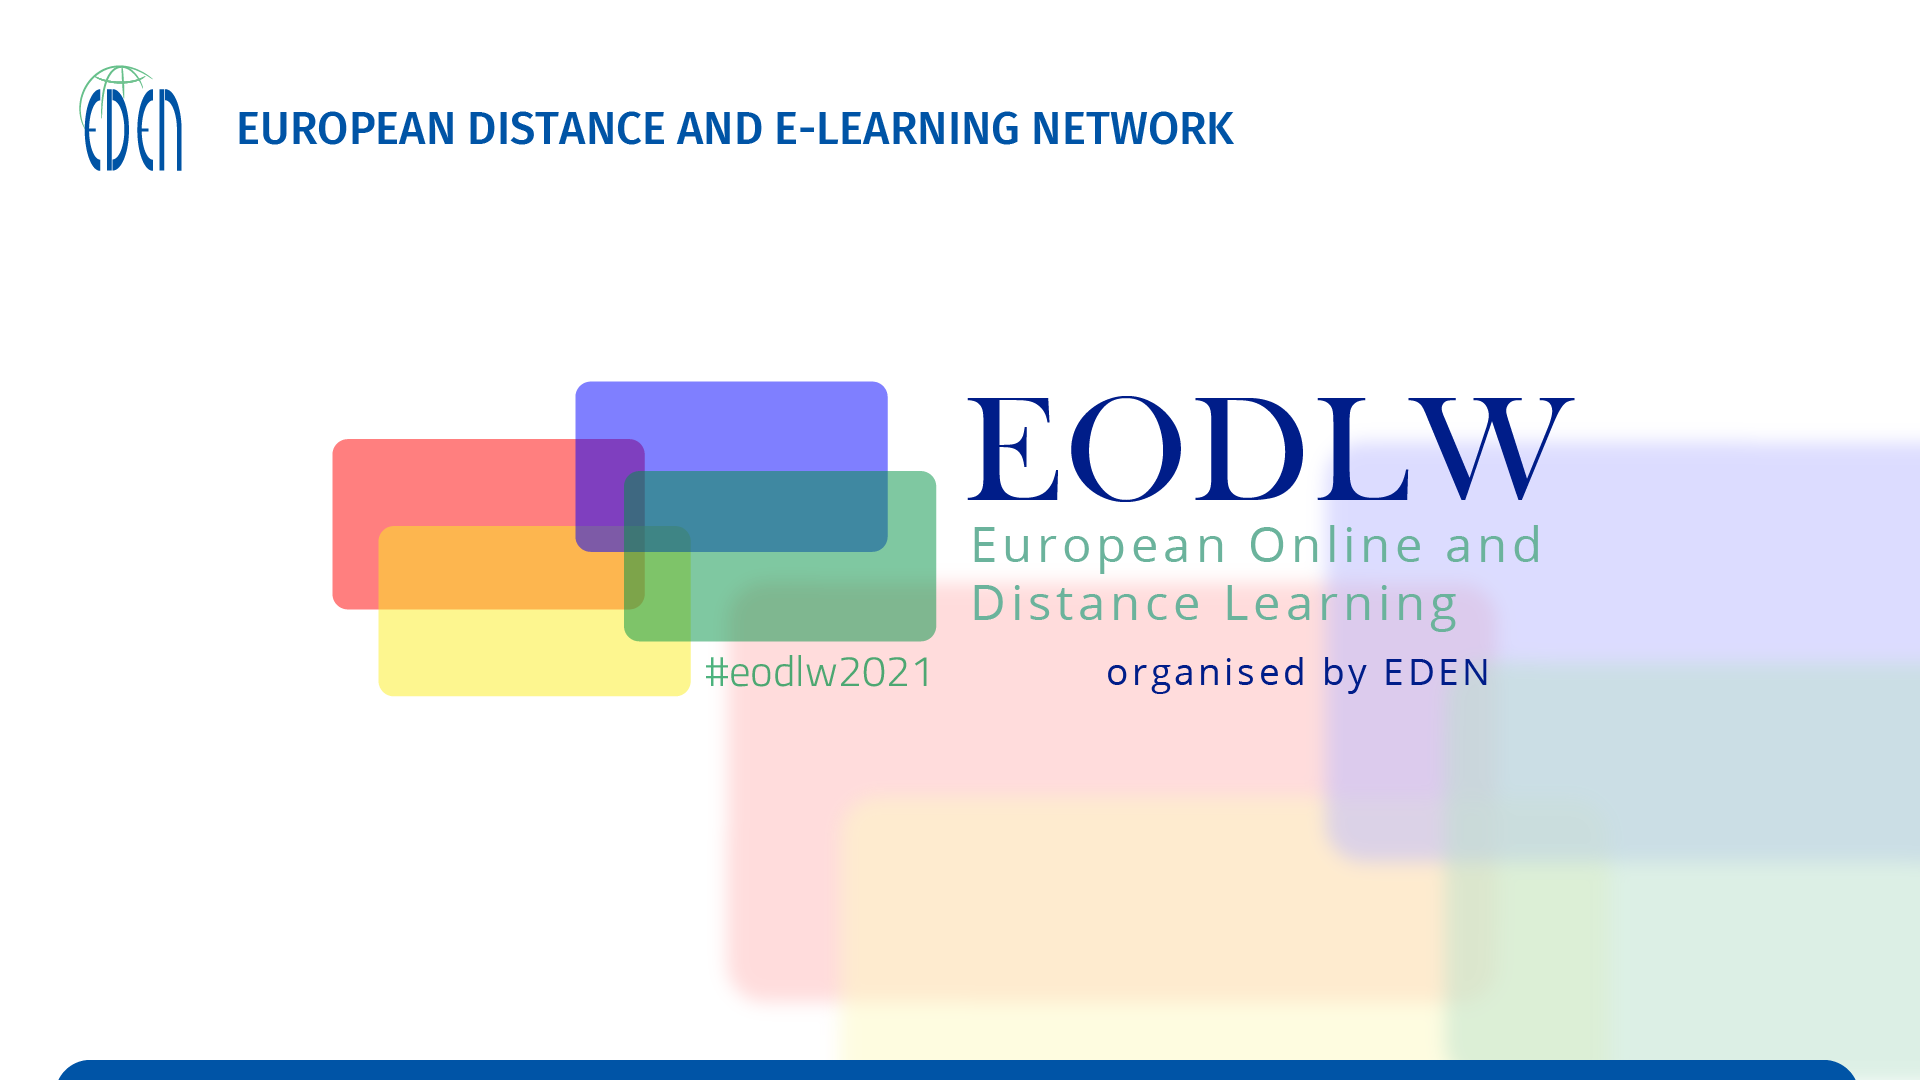 EDEN
EUROPEAN DISTANCE AND E-LEARNING NETWORK
EODLW
European Online and
Distance Learning
#eodlw2021
organised by EDEN